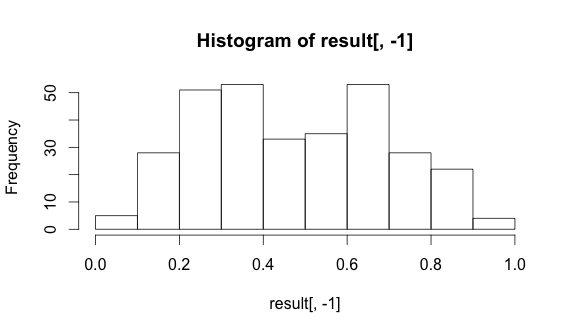 Histogram of result[, -1]
Frequency
50
30
10
0
0.0 0.2 0.4 0.6 0.8 1.0
result[, -1]